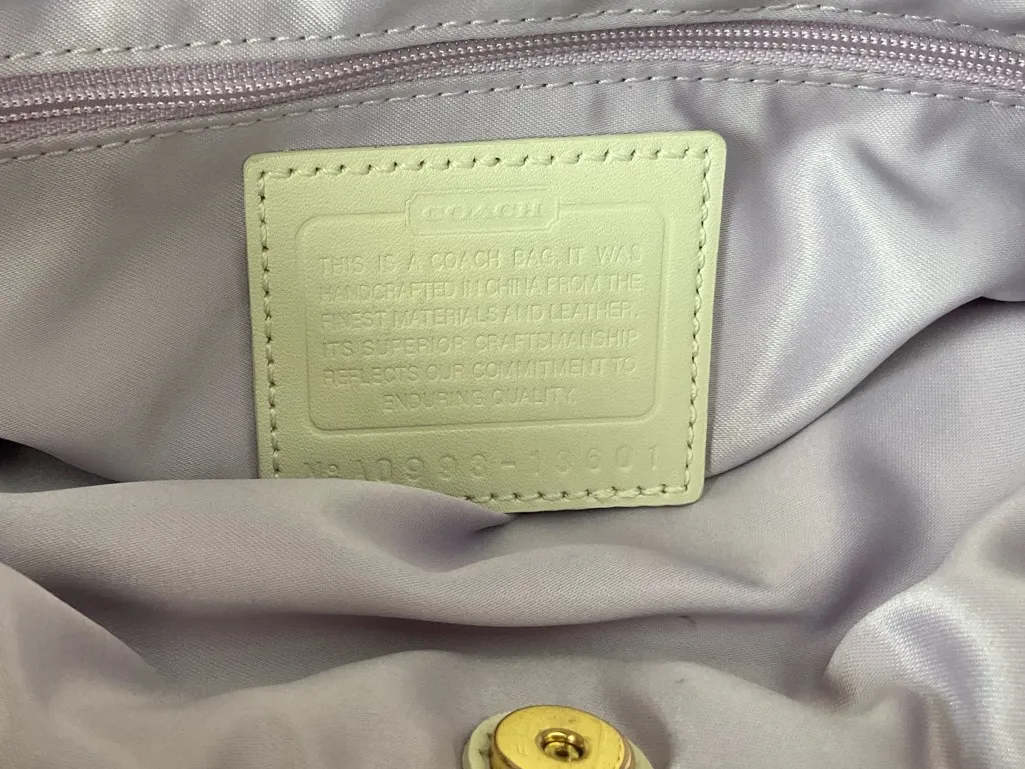 COACH
THIS IS A COACH BAG. IT WAS
HANDCRAFTED IN CHINA FROM THE
FINEST MATERIALS AND LEATHER.
ITS SUPERIOR CRAFTSMANSHIP
REFLECTS OUR COMMITMENT TO
ENDURING QUALITY.
Nº A0993-13601